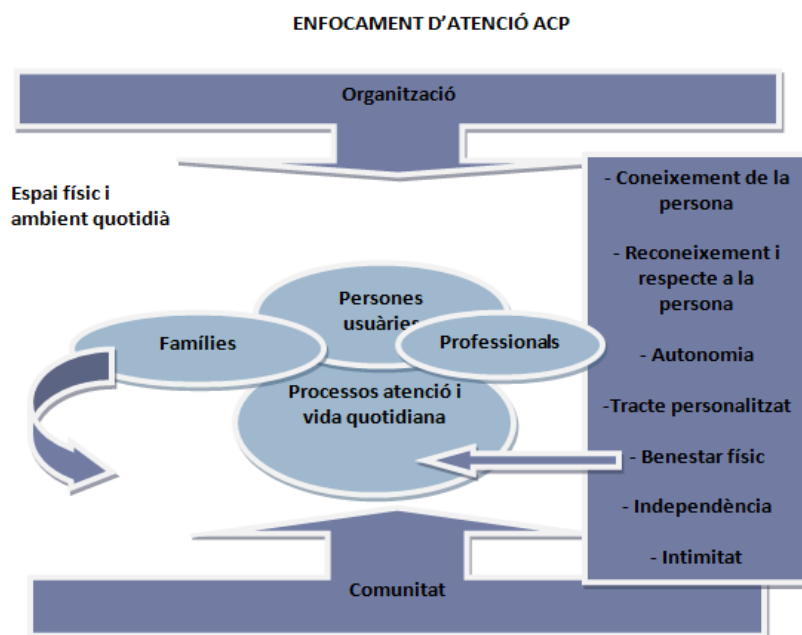 ENFOCAMENT D'ATENCIÓ ACP
Organització
Espai físic i
ambient quotidià
Persones
usuàries
Famílies
Professionals
Processos atenció i
vida quotidiana
- Coneixement de la
persona
- Reconeixement i
respecte a la
persona
- Autonomia
-Tracte personalitzat
- Benestar físic
- Independència
- Intimitat
Comunitat